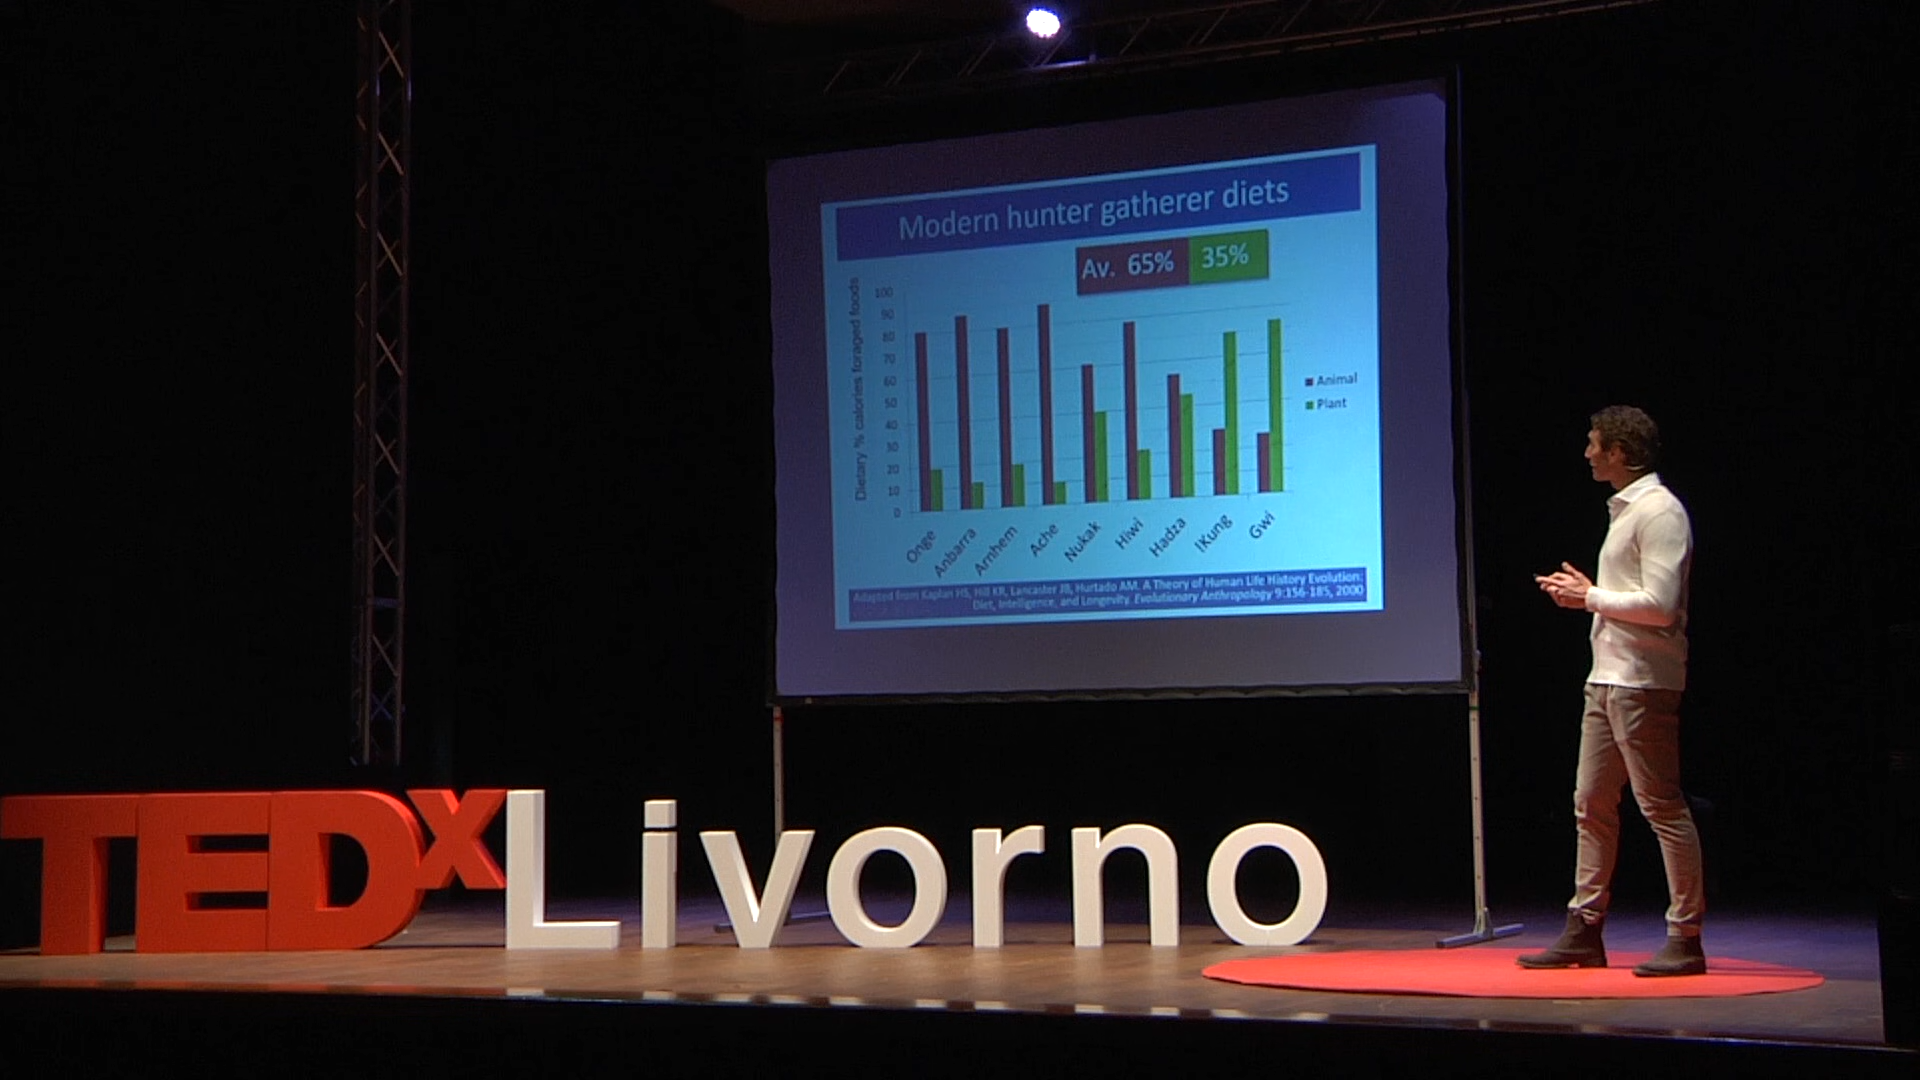 Modern hunter gatherer diets
Av. 65% 35%
Dietary % calories foraged foods
100
90
80
70
60
50
40
30
20
10
0
Onge
Anbarra
Arnhem
Ache
Nukak
Hiwi
Hadza
!Kung
Gwi
Animal
Plant
Adapted from Kaplan HS, Hill KR, Lancaster JB, Hurtado AM. A Theory of Human Life History Evolution:
Diet, Intelligence, and Longevity. Evolutionary Anthropology 9:156-185, 2000
TEDxLivorno